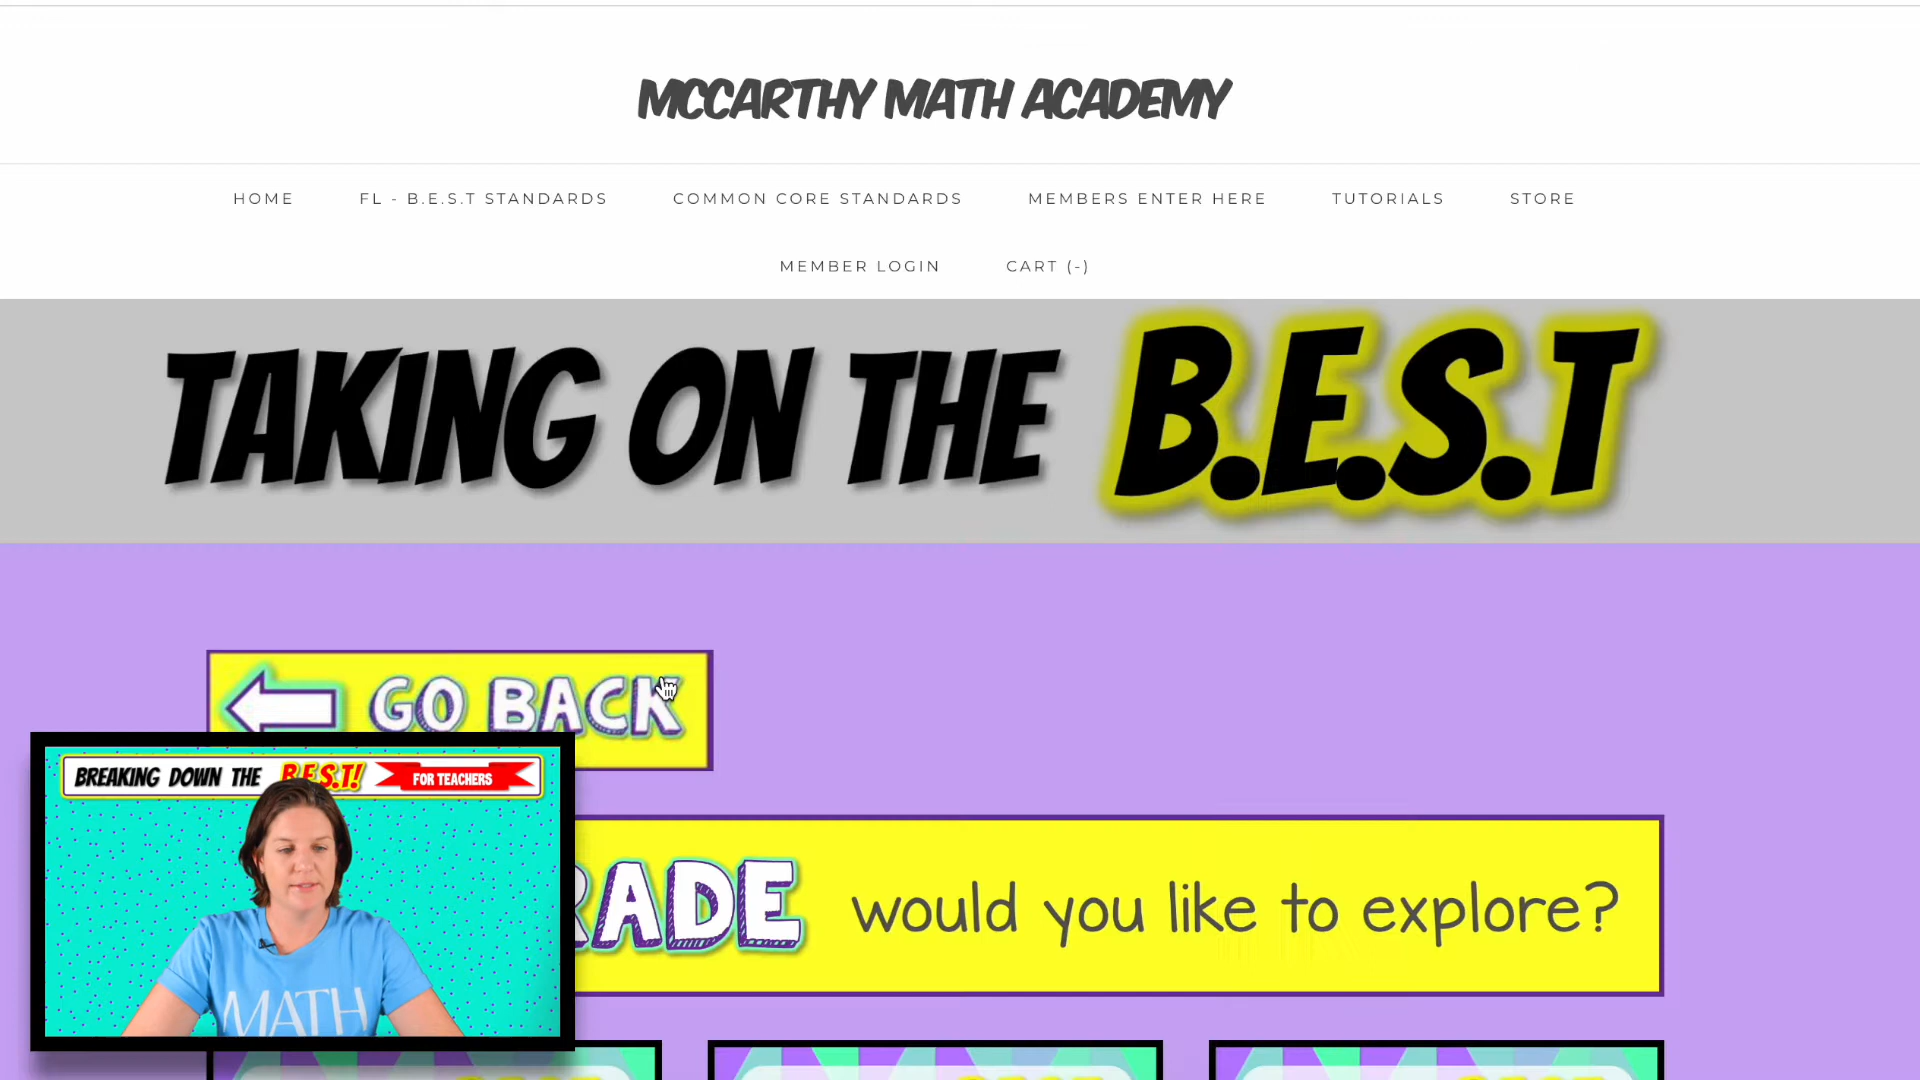 MCCARTHY MATH ACADEMY
HOME FL - B.E.S.T STANDARDS COMMON CORE STANDARDS MEMBERS ENTER HERE TUTORIALS STORE
MEMBER LOGIN CART (-)
TAKING ON THE B.E.S.T
GO BACK
BREAKING DOWN THE B.E.S.T! FOR TEACHERS
RADE would you like to explore?
MATH